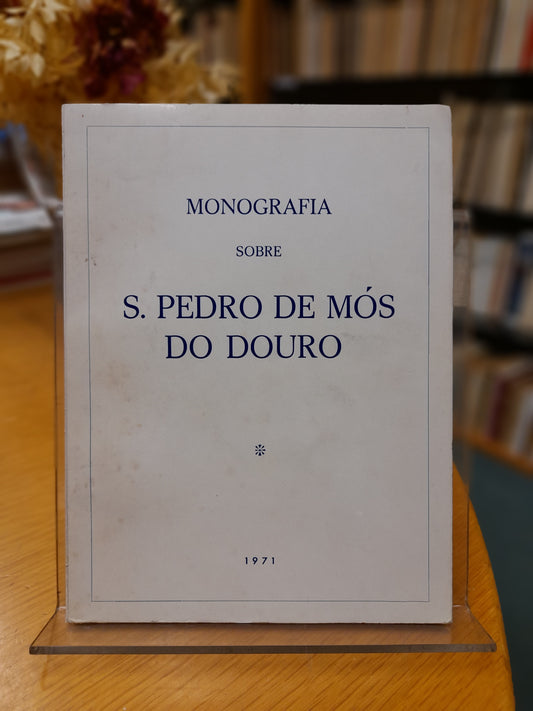 MONOGRAFIA
SOBRE
S. PEDRO DE MÓS
DO DOURO
1971